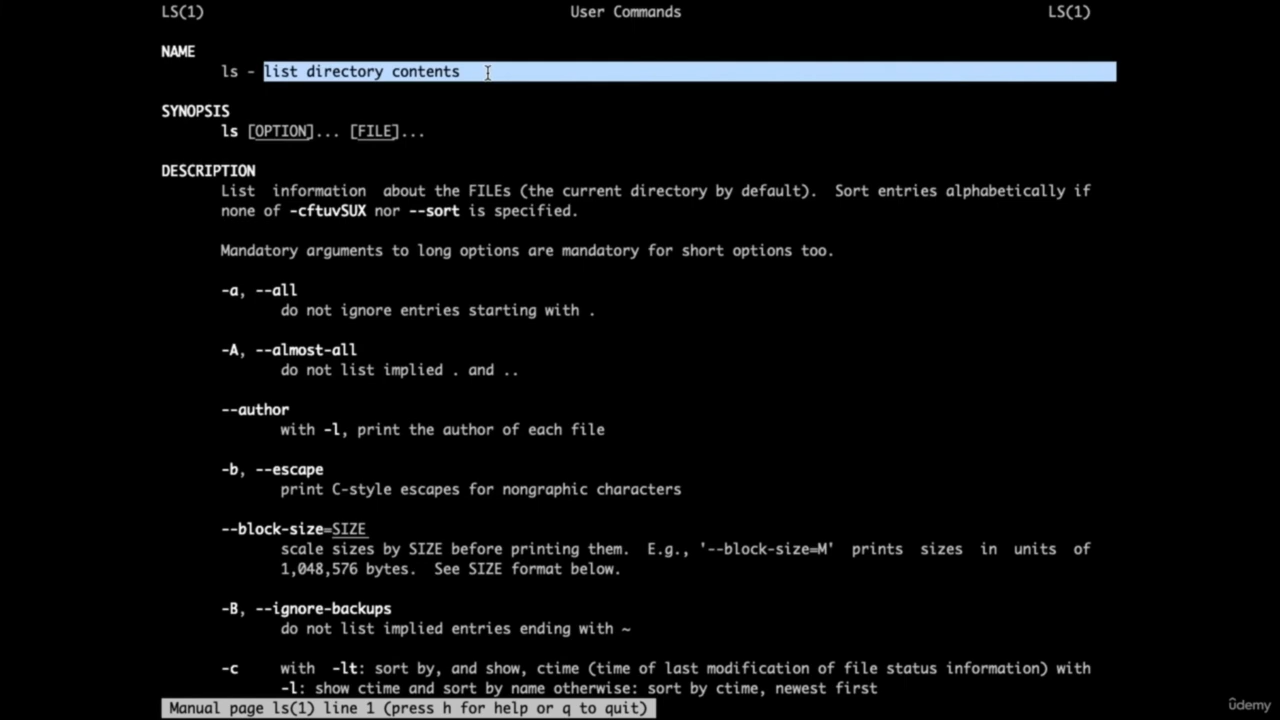 LS(1) User Commands LS(1)
NAME
ls - list directory contents
SYNOPSIS
ls [OPTION]... [FILE]...
DESCRIPTION
List information about the FILEs (the current directory by default). Sort entries alphabetically if
none of -cftuvSUX nor --sort is specified.
Mandatory arguments to long options are mandatory for short options too.
-a, --all
do not ignore entries starting with .
-A, --almost-all
do not list implied . and ..
--author
with -l, print the author of each file
-b, --escape
print C-style escapes for nongraphic characters
--block-size=SIZE
scale sizes by SIZE before printing them. E.g., '--block-size=M' prints sizes in units of
1,048,576 bytes. See SIZE format below.
-B, --ignore-backups
do not list implied entries ending with ~
-c with -lt: sort by, and show, ctime (time of last modification of file status information) with
-l: show ctime and sort by name otherwise: sort by ctime, newest first
Manual page ls(1) line 1 (press h for help or q to quit)
ûdemy